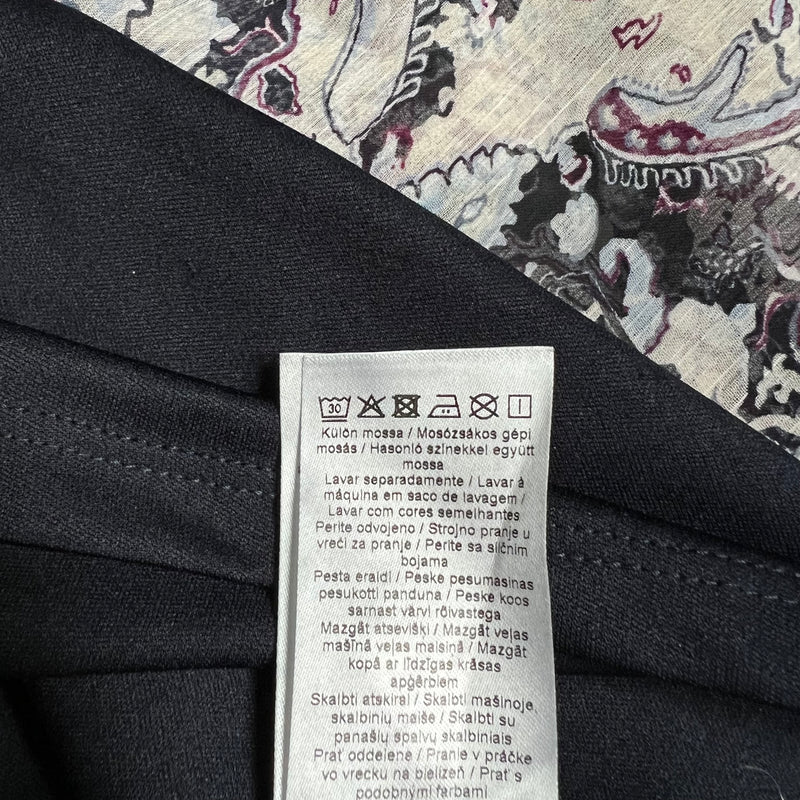 30
Külön mossa / Mosózsákos gépi
mosás / Hasonló színekkel együtt
mossa
Lavar separadamente / Lavar à
máquina em saco de lavagem /
Lavar com cores semelhantes
Perite odvojeno / Strojno pranje u
vreći za pranje / Perite sa sličnim
bojama
Pesta eraldi / Peske pesumasinas
pesukotti panduna / Peske koos
sarnast värvi rõivastega
Mazgāt atsevišķi / Mazgāt veļas
mašīnā veļas maisiņā / Mazgāt
kopā ar līdzīgas krāsas
apģērbiem
Skalbti atskirai / Skalbti mašinoje,
skalbinių maiše / Skalbti su
panašių spalvų skalbiniais
Prať oddelene / Pranie v práčke
vo vrecku na bielizeň / Prať s
podobnými farbami